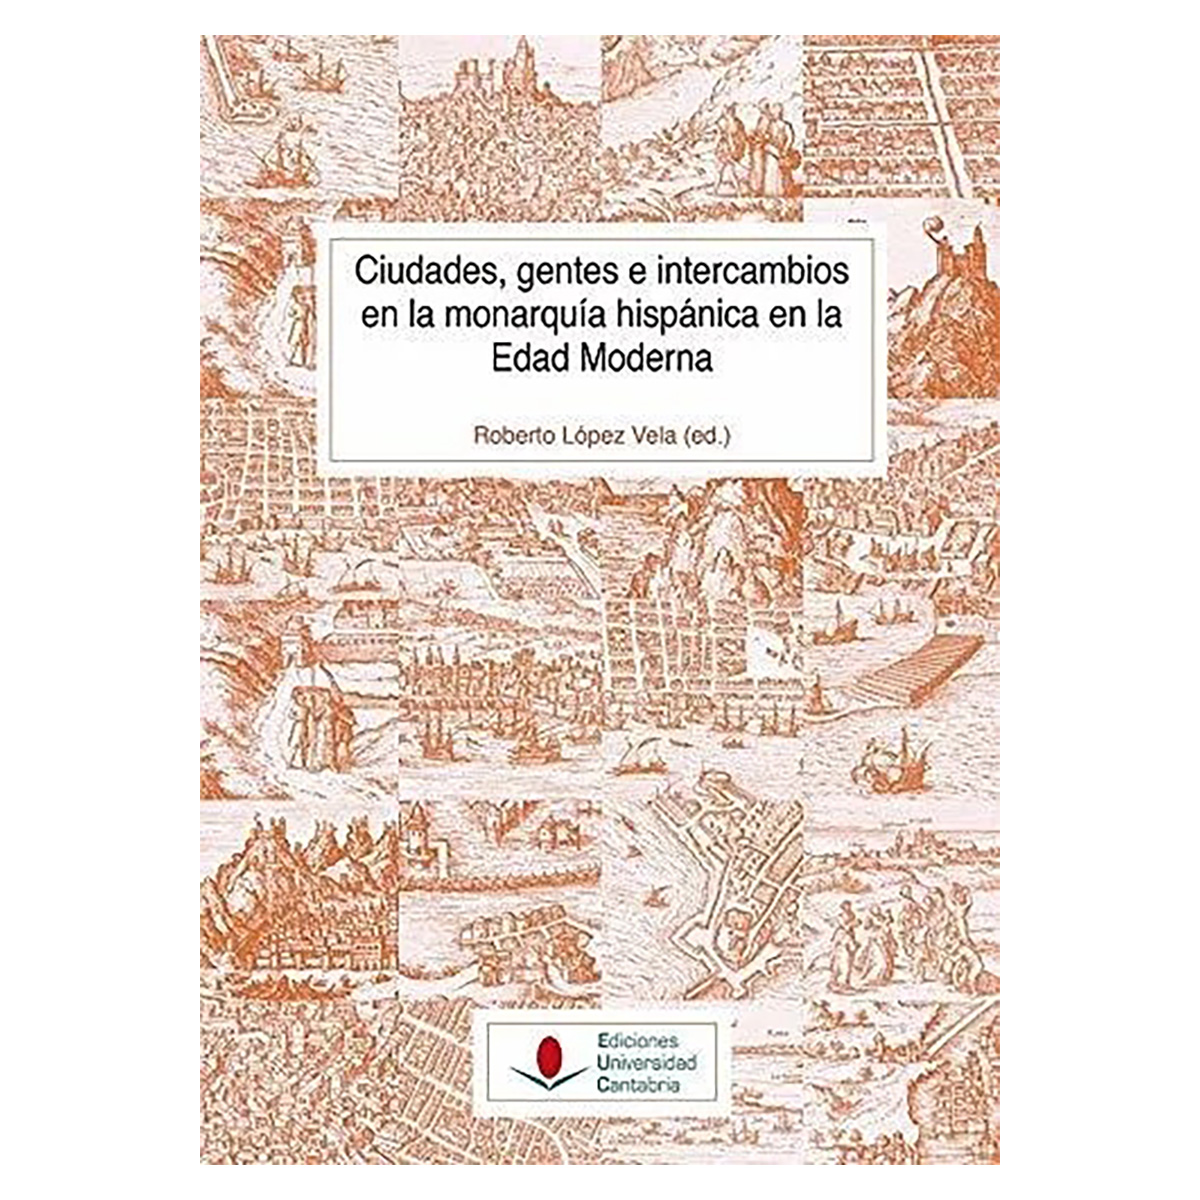 Ciudades, gentes e intercambios
en la monarquía hispánica en la
Edad Moderna
Roberto López Vela (ed.)
Ediciones
Universidad
Cantabria